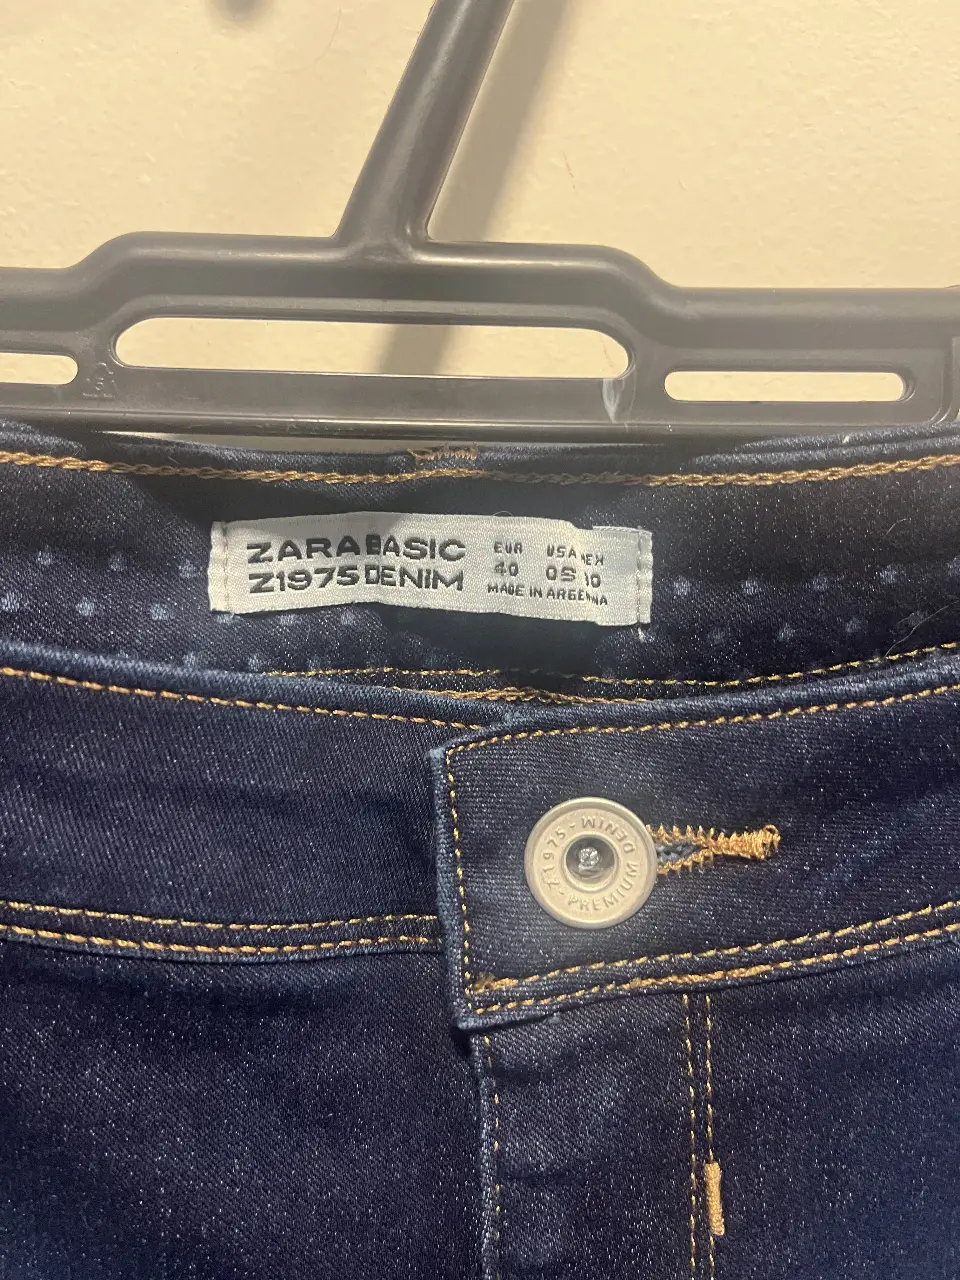 ZARA BASIC
Z1975 DENIM
EUR USA MEX
40 08 30
MADE IN ARGENTINA
Z1975 - PREMIUM DENIM -